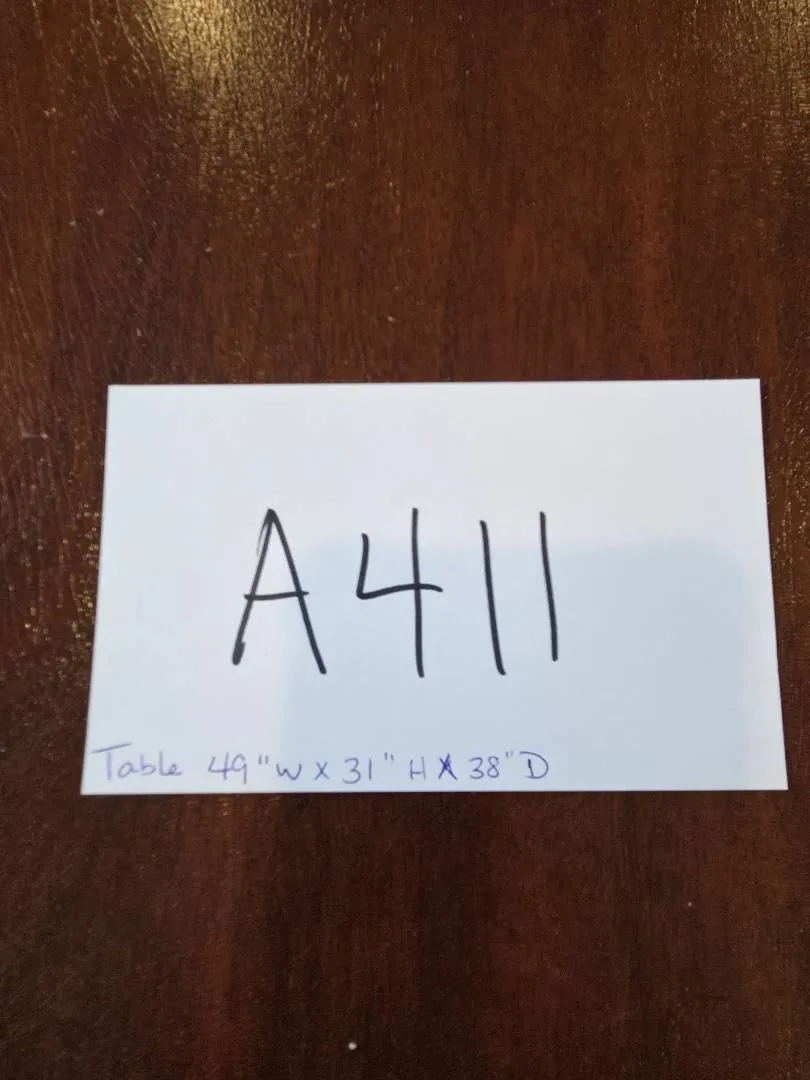 A411
Table 49"W X 31" H X 38" D